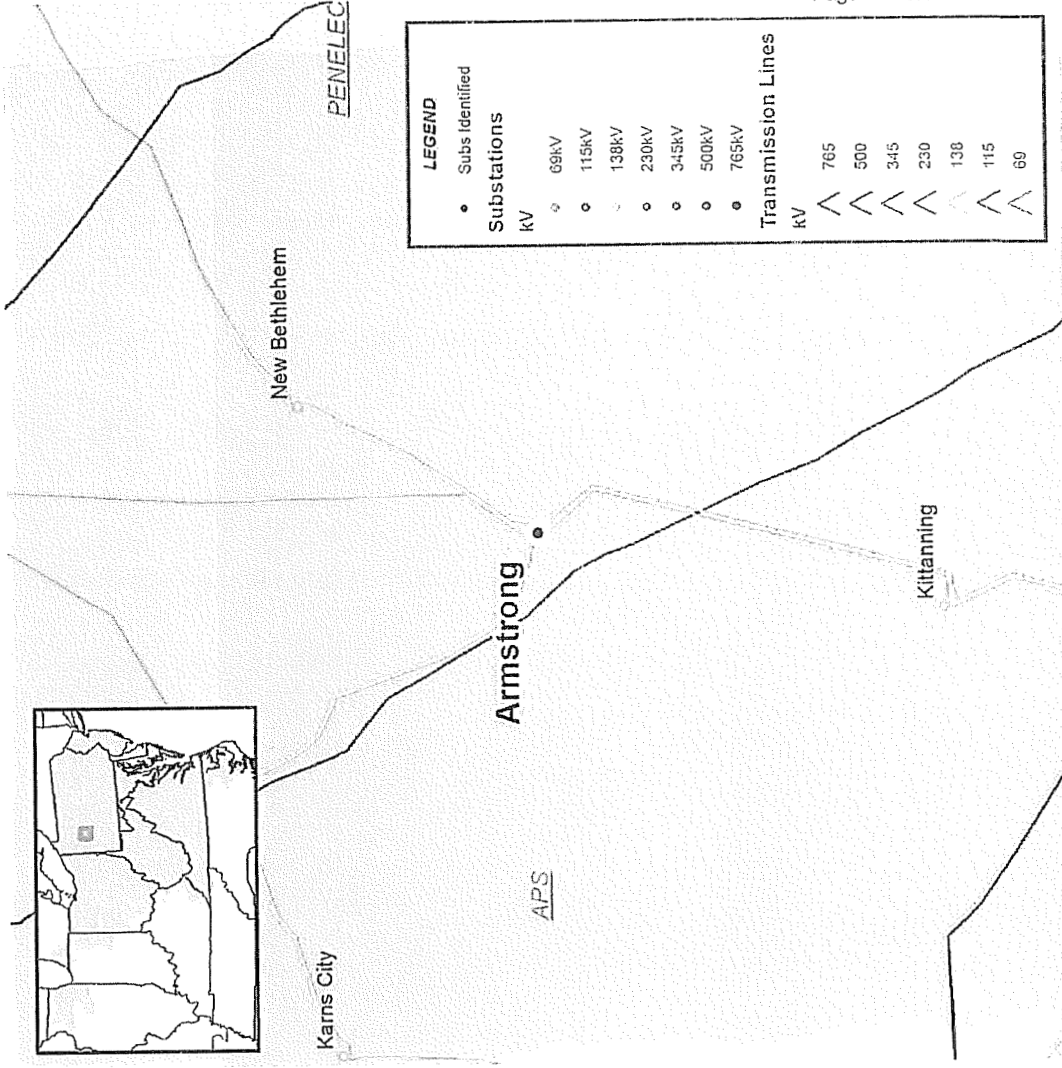 PENELEC
New Bethlehem
Armstrong
Kittanning
APS
Karns City
LEGEND
Subs Identified
Substations
kV
69kV
115kV
138kV
230kV
345kV
500kV
765kV
Transmission Lines
kV
765
500
345
230
138
115
69